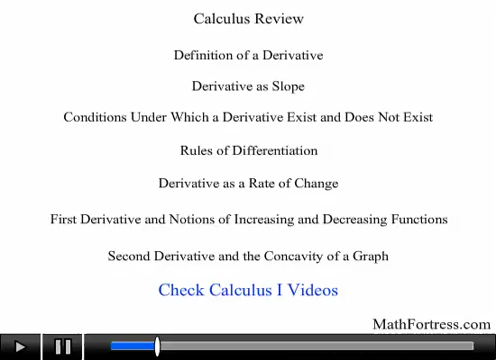 Calculus Review
Definition of a Derivative
Derivative as Slope
Conditions Under Which a Derivative Exist and Does Not Exist
Rules of Differentiation
Derivative as a Rate of Change
First Derivative and Notions of Increasing and Decreasing Functions
Second Derivative and the Concavity of a Graph
Check Calculus I Videos
MathFortress.com